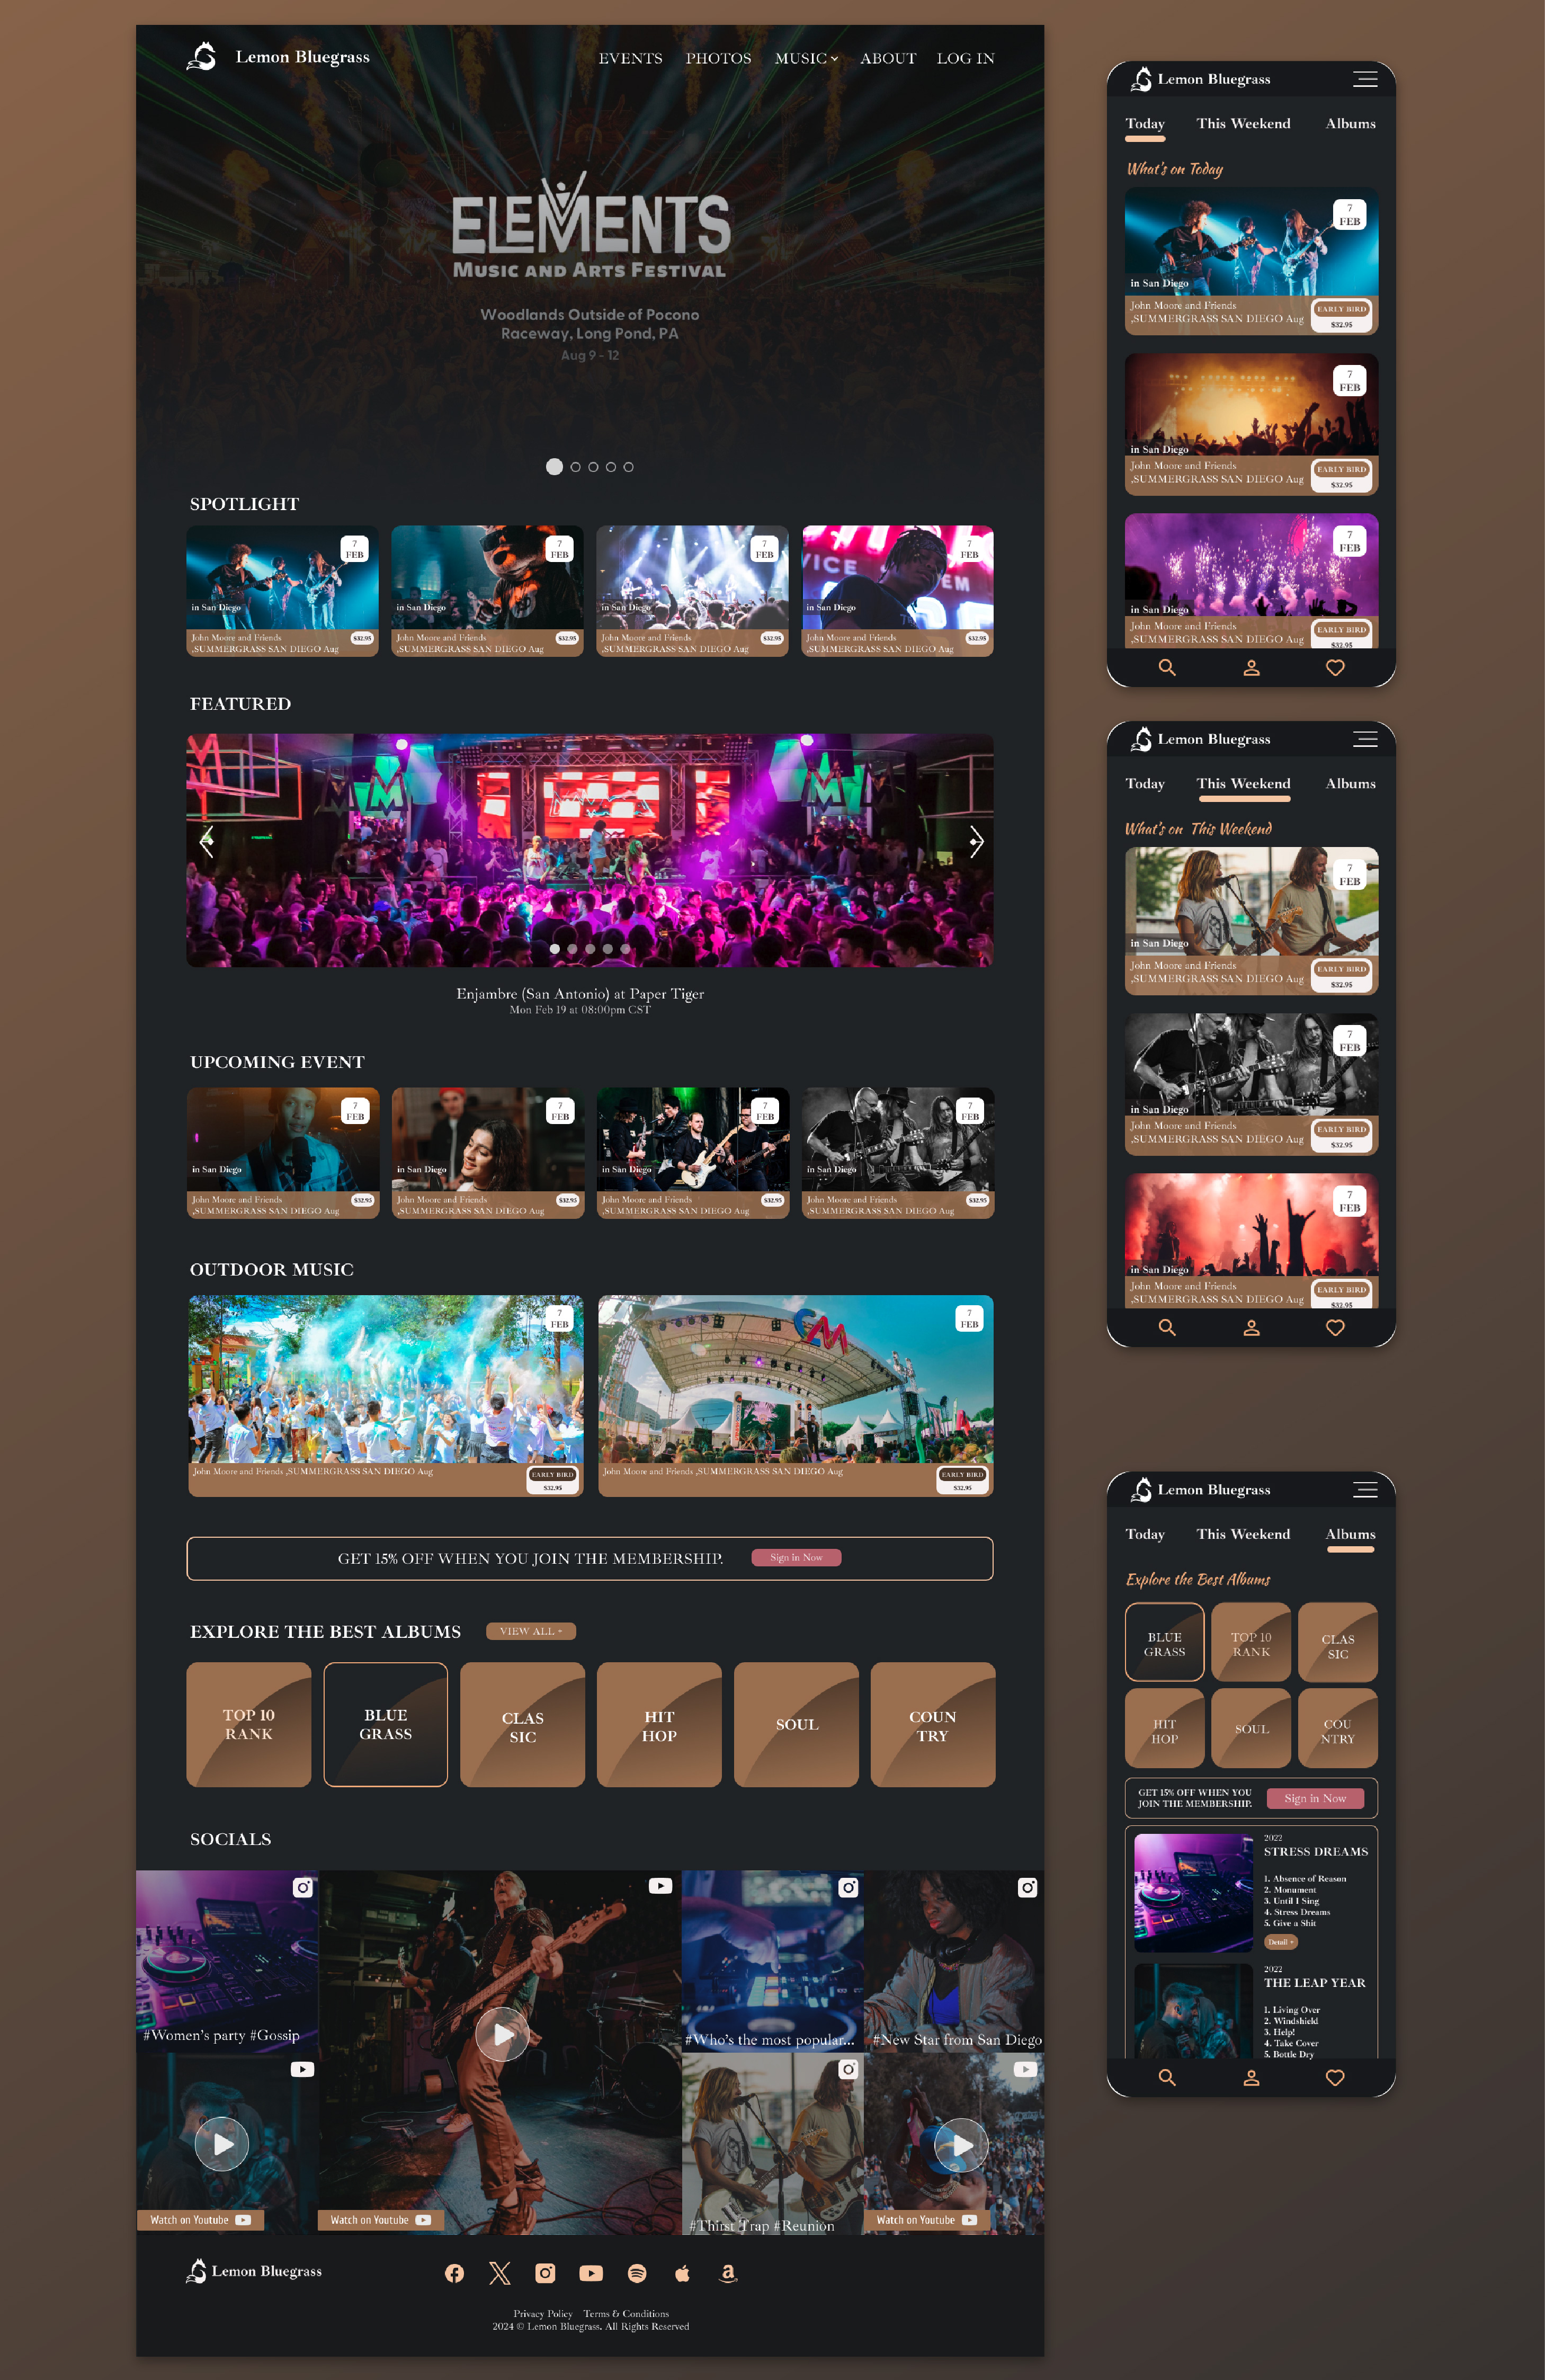 Lemon Bluegrass
EVENTS PHOTOS MUSIC ABOUT LOG IN
ELEMENTS
MUSIC AND ARTS FESTIVAL
Woodlands Outside of Pocono
Raceway, Long Pond, PA
Aug 9 - 12
SPOTLIGHT
7
FEB
in San Diego
John Moore and Friends
,SUMMERGRASS SAN DIEGO Aug
$32.95
7
FEB
in San Diego
John Moore and Friends
,SUMMERGRASS SAN DIEGO Aug
$32.95
7
FEB
in San Diego
John Moore and Friends
,SUMMERGRASS SAN DIEGO Aug
$32.95
VICE
EM
7
FEB
in San Diego
John Moore and Friends
,SUMMERGRASS SAN DIEGO Aug
$32.95
FEATURED
M
M
M
Enjambre (San Antonio) at Paper Tiger
Mon Feb 19 at 08:00pm CST
UPCOMING EVENT
7
FEB
in San Diego
John Moore and Friends
,SUMMERGRASS SAN DIEGO Aug
$32.95
7
FEB
in San Diego
John Moore and Friends
,SUMMERGRASS SAN DIEGO Aug
$32.95
7
FEB
in San Diego
John Moore and Friends
,SUMMERGRASS SAN DIEGO Aug
$32.95
7
FEB
in San Diego
John Moore and Friends
,SUMMERGRASS SAN DIEGO Aug
$32.95
OUTDOOR MUSIC
7
FEB
John Moore and Friends ,SUMMERGRASS SAN DIEGO Aug
EARLY BIRD
$32.95
CM
7
FEB
John Moore and Friends ,SUMMERGRASS SAN DIEGO Aug
EARLY BIRD
$32.95
GET 15% OFF WHEN YOU JOIN THE MEMBERSHIP.
Sign in Now
EXPLORE THE BEST ALBUMS
VIEW ALL +
TOP 10
RANK
BLUE
GRASS
CLAS
SIC
HIT
HOP
SOUL
COUN
TRY
SOCIALS
#Women's party #Gossip
#Who's the most popular...
#New Star from San Diego
Watch on Youtube
Watch on Youtube
#Thirst Trap #Reunion
Watch on Youtube
Lemon Bluegrass
Privacy Policy Terms & Conditions
2024 © Lemon Bluegrass. All Rights Reserved
Lemon Bluegrass
Today This Weekend Albums
What's on Today
7
FEB
in San Diego
John Moore and Friends
,SUMMERGRASS SAN DIEGO Aug
EARLY BIRD
$32.95
7
FEB
in San Diego
John Moore and Friends
,SUMMERGRASS SAN DIEGO Aug
EARLY BIRD
$32.95
7
FEB
in San Diego
John Moore and Friends
,SUMMERGRASS SAN DIEGO Aug
EARLY BIRD
$32.95
Lemon Bluegrass
Today This Weekend Albums
What's on This Weekend
7
FEB
in San Diego
John Moore and Friends
,SUMMERGRASS SAN DIEGO Aug
EARLY BIRD
$32.95
7
FEB
in San Diego
John Moore and Friends
,SUMMERGRASS SAN DIEGO Aug
EARLY BIRD
$32.95
7
FEB
in San Diego
John Moore and Friends
,SUMMERGRASS SAN DIEGO Aug
EARLY BIRD
$32.95
Lemon Bluegrass
Today This Weekend Albums
Explore the Best Albums
BLUE
GRASS
TOP 10
RANK
CLAS
SIC
HIT
HOP
SOUL
COU
NTRY
GET 15% OFF WHEN YOU
JOIN THE MEMBERSHIP.
Sign in Now
2022
STRESS DREAMS
1. Absence of Reason
2. Monument
3. Until I Sing
4. Stress Dreams
5. Give a Shit
Detail +
2022
THE LEAP YEAR
1. Living Over
2. Windshield
3. Help!
4. Take Cover
5. Bottle Dry